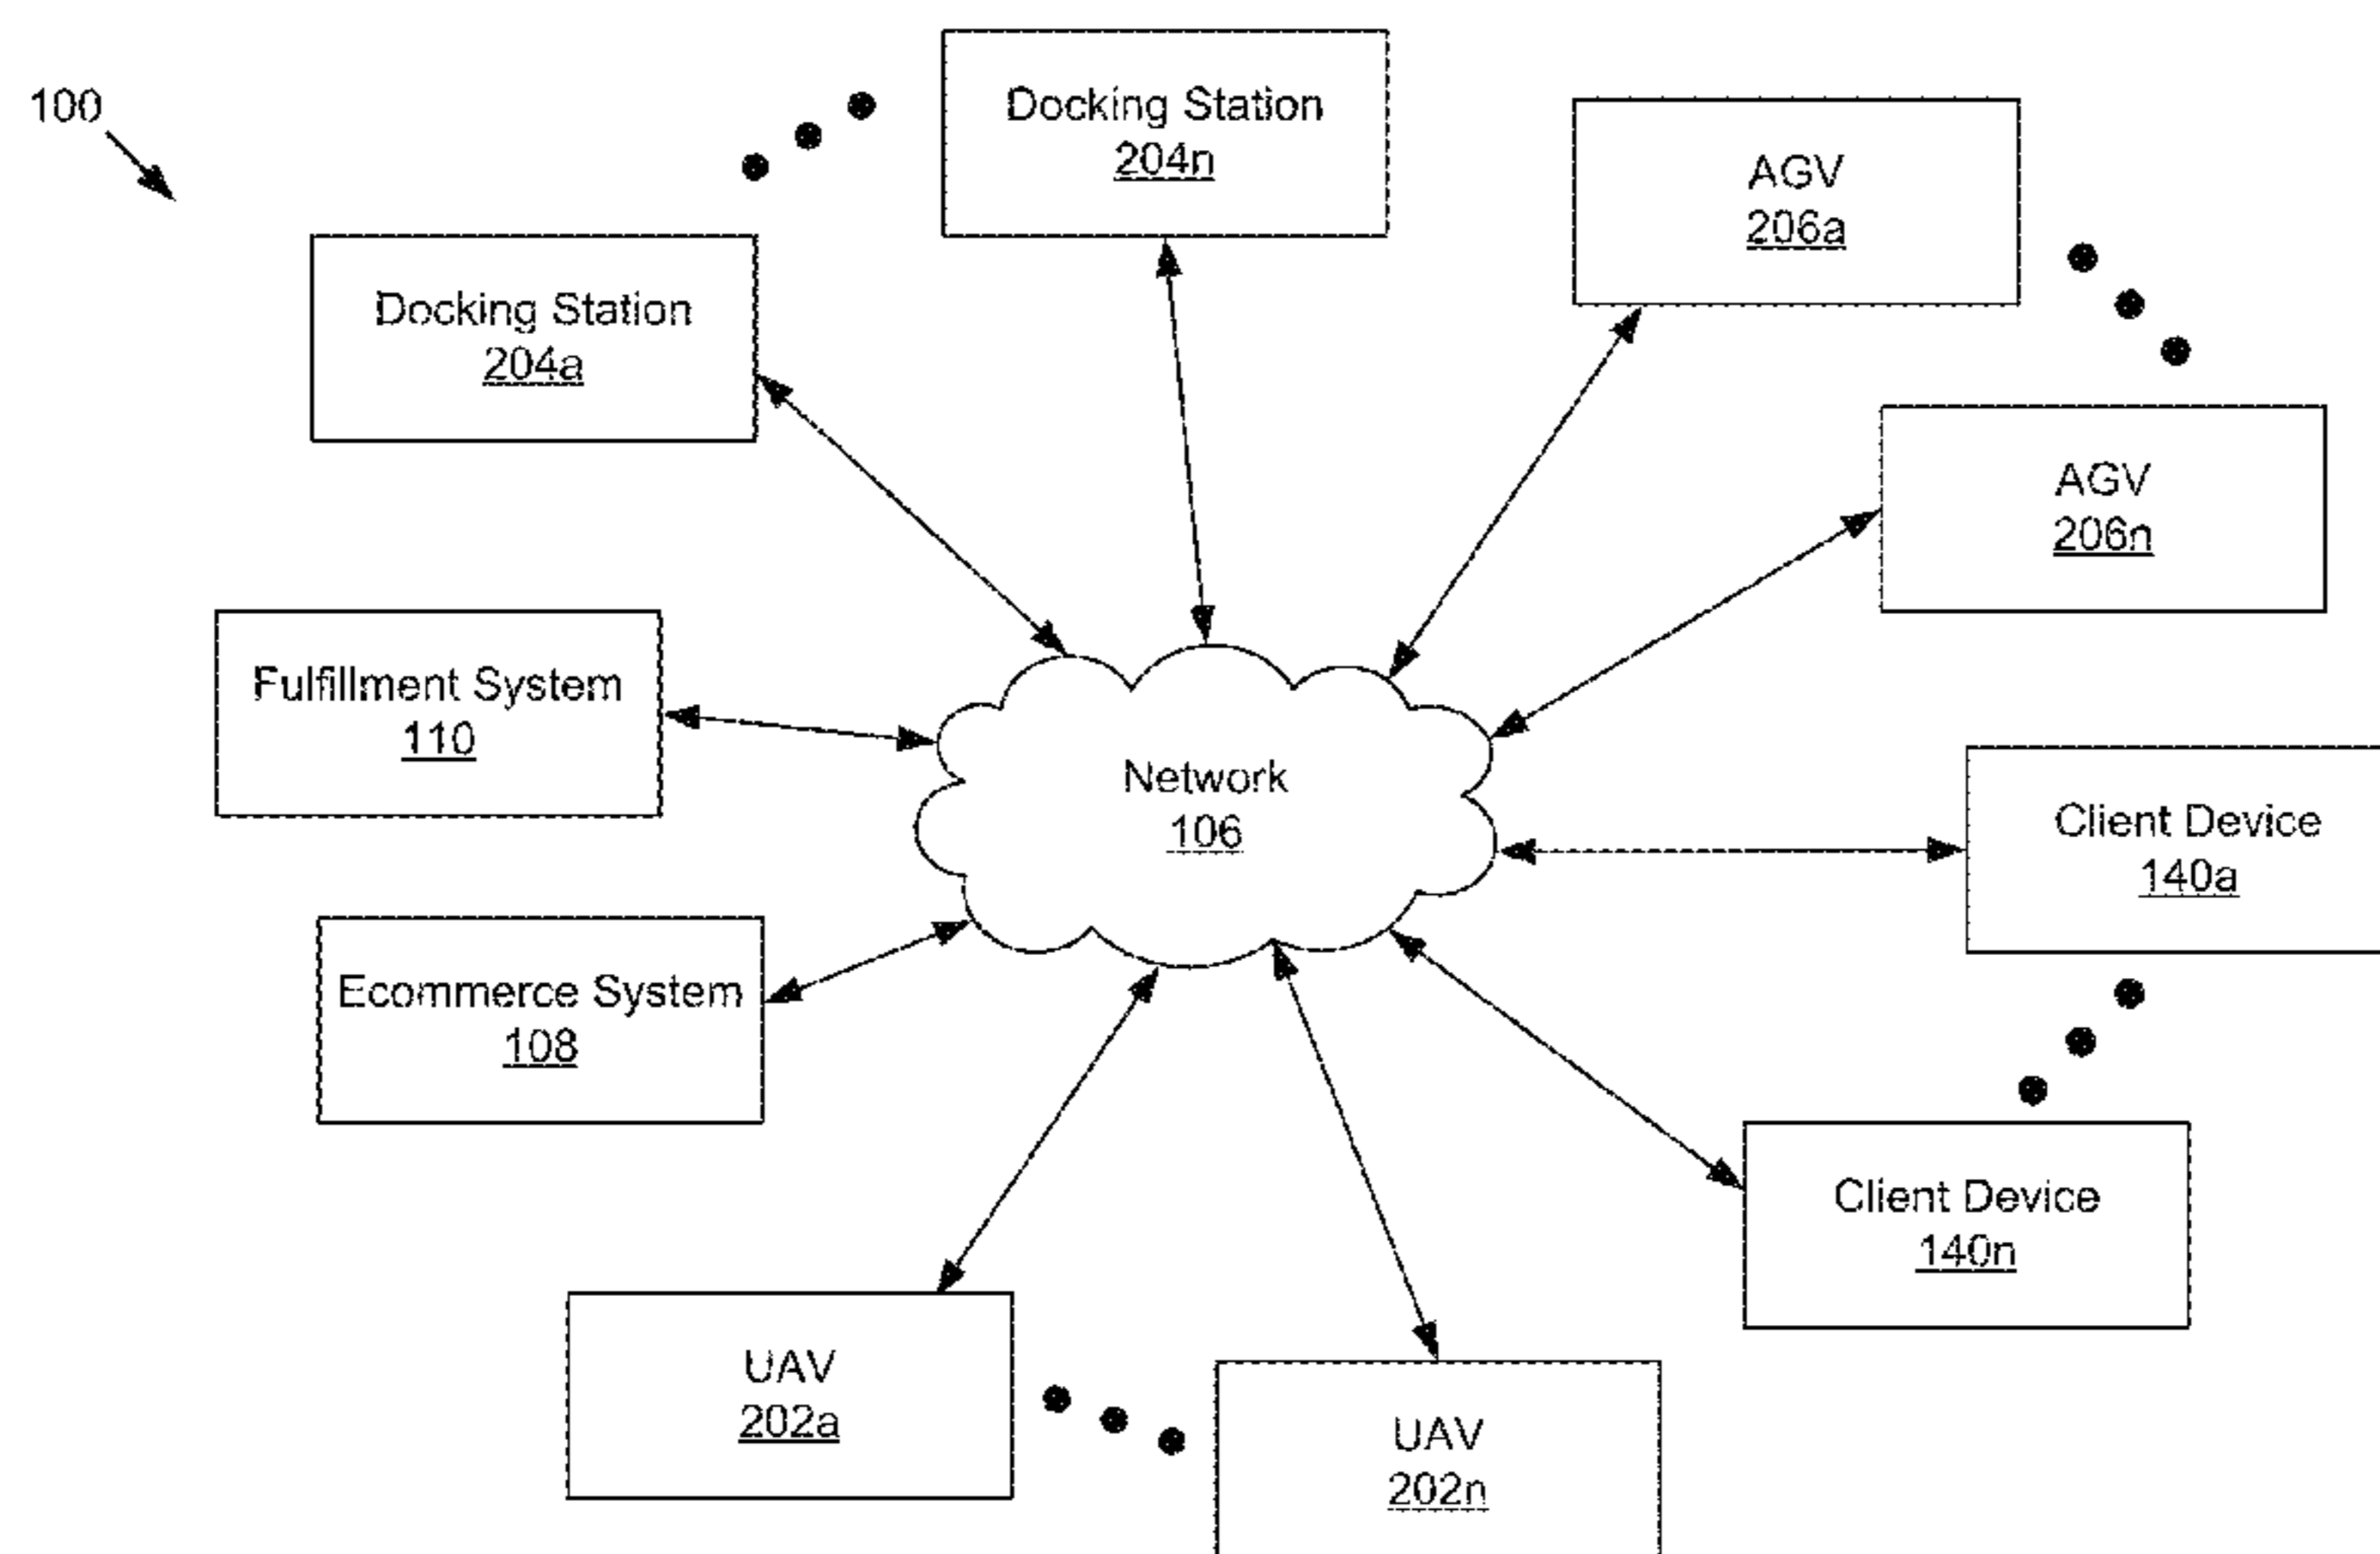 100
Docking Station
204n
AGV
206a
Docking Station
204a
AGV
206n
Fulfillment System
110
Network
106
Client Device
140a
Ecommerce System
108
Client Device
140n
UAV
202a
UAV
202n